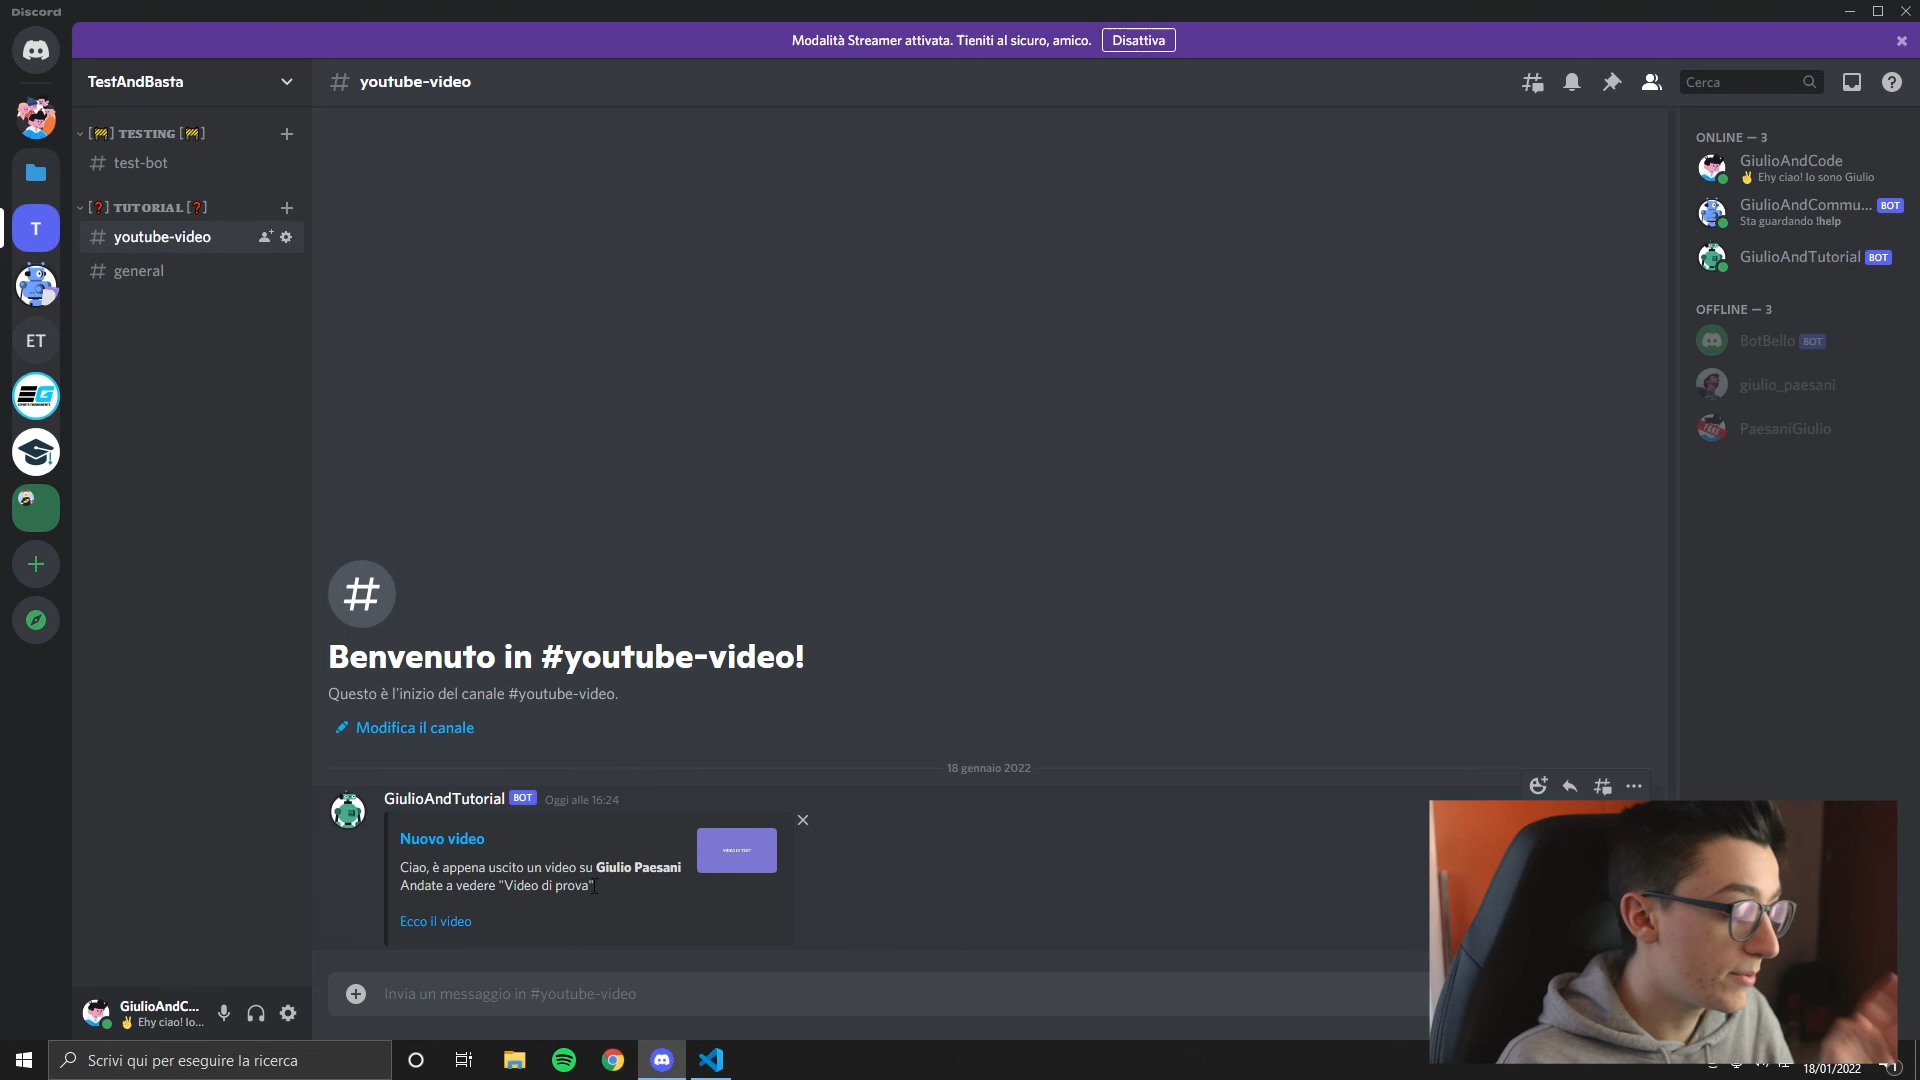 Discord
Modalità Streamer attivata. Tieniti al sicuro, amico. Disattiva
TestAndBasta
youtube-video
Cerca
[🚧] TESTING [🚧]
test-bot
[❓] TUTORIAL [❓]
youtube-video
general
T
ET
EG
ONLINE — 3
GiulioAndCode
✌ Ehy ciao! Io sono Giulio
GiulioAndCommu... BOT
Sta guardando !help
GiulioAndTutorial BOT
OFFLINE — 3
BotBello BOT
giulio_paesani
PaesaniGiulio
Benvenuto in #youtube-video!
Questo è l'inizio del canale #youtube-video.
Modifica il canale
18 gennaio 2022
GiulioAndTutorial BOT Oggi alle 16:24
Nuovo video
Ciao, è appena uscito un video su Giulio Paesani
Andate a vedere "Video di prova"
Ecco il video
VIDEO DI TEST
Invia un messaggio in #youtube-video
GiulioAndC...
✌ Ehy ciao! Io...
Scrivi qui per eseguire la ricerca
18/01/2022
1